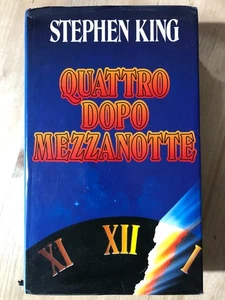 STEPHEN KING
QUATTRO
DOPO
MEZZANOTTE
XI XII I